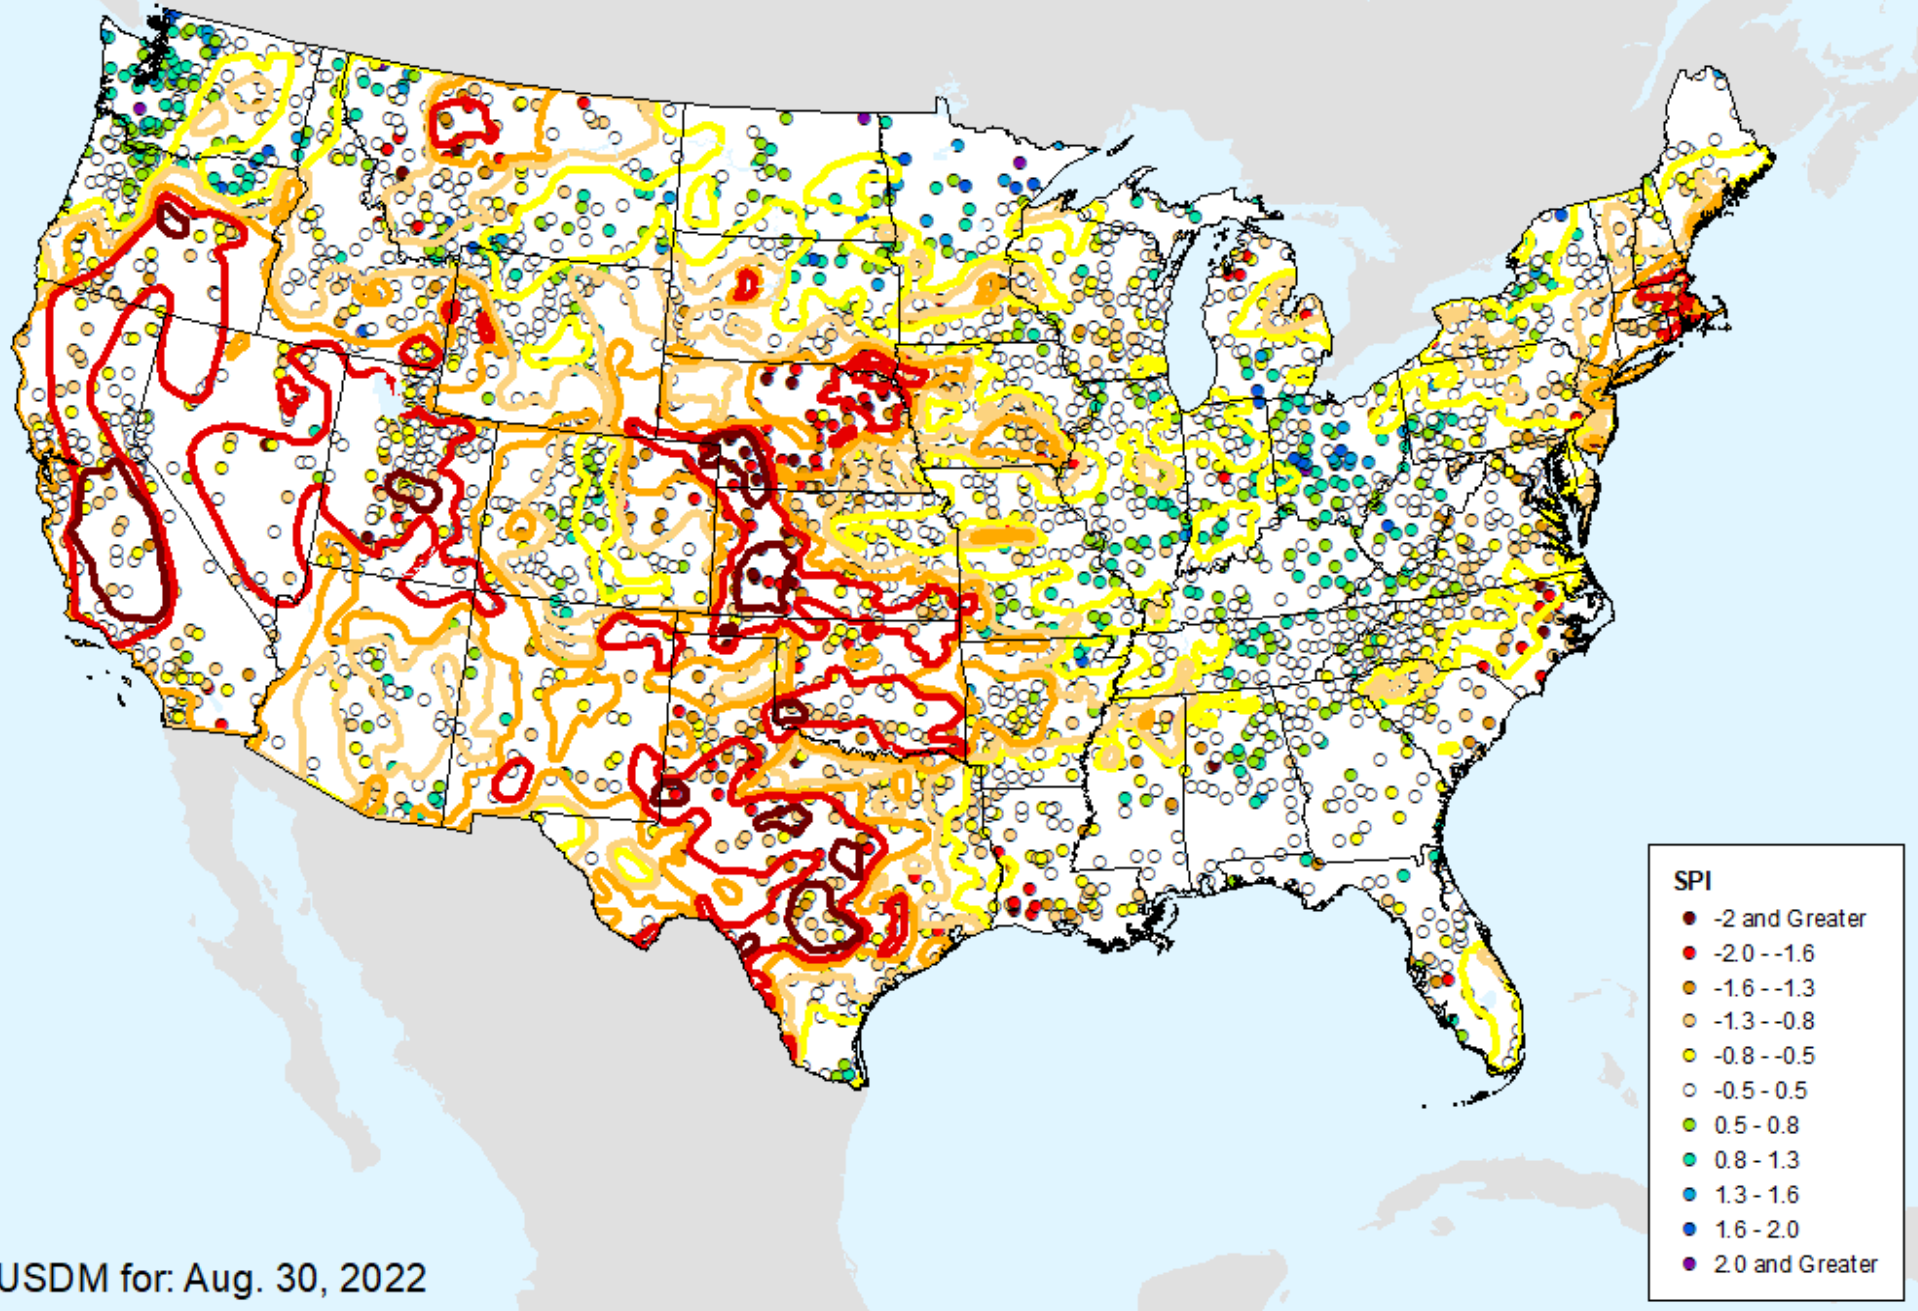 SPI
-2 and Greater
-2.0 - -1.6
-1.6 - -1.3
-1.3 - -0.8
-0.8 - -0.5
-0.5 - 0.5
0.5 - 0.8
0.8 - 1.3
1.3 - 1.6
1.6 - 2.0
2.0 and Greater
USDM for: Aug. 30, 2022